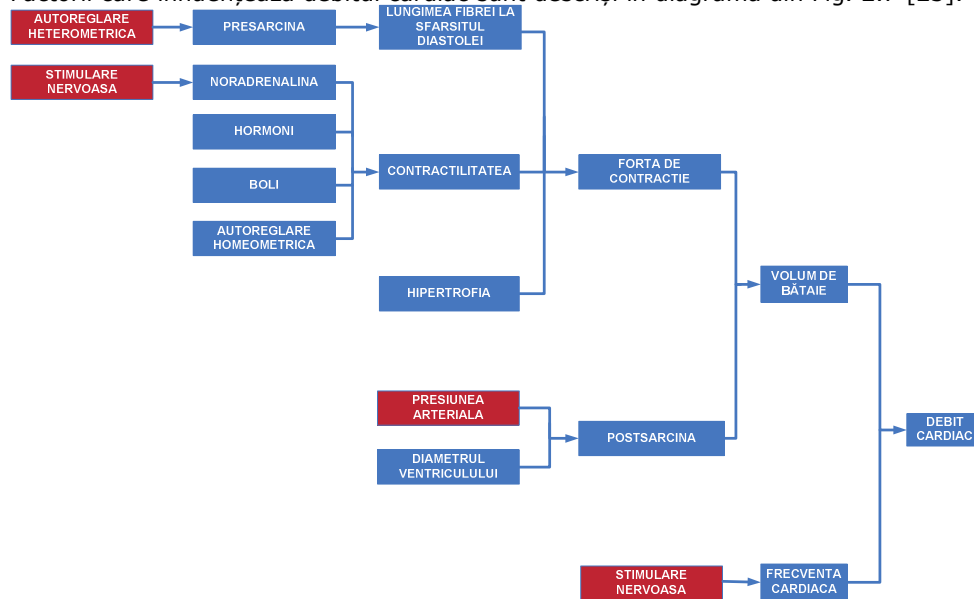 AUTOREGLARE
HETEROMETRICA
PRESARCINA
LUNGIMEA FIBREI LA
SFARSITUL
DIASTOLEI
STIMULARE
NERVOASA
NORADRENALINA
HORMONI
BOLI
AUTOREGLARE
HOMEOMETRICA
CONTRACTILITATEA
FORTA DE
CONTRACTIE
HIPERTROFIA
VOLUM DE
BĂTAIE
PRESIUNEA
ARTERIALA
DIAMETRUL
VENTRICULULUI
POSTSARCINA
DEBIT
CARDIAC
STIMULARE
NERVOASA
FRECVENTA
CARDIACA